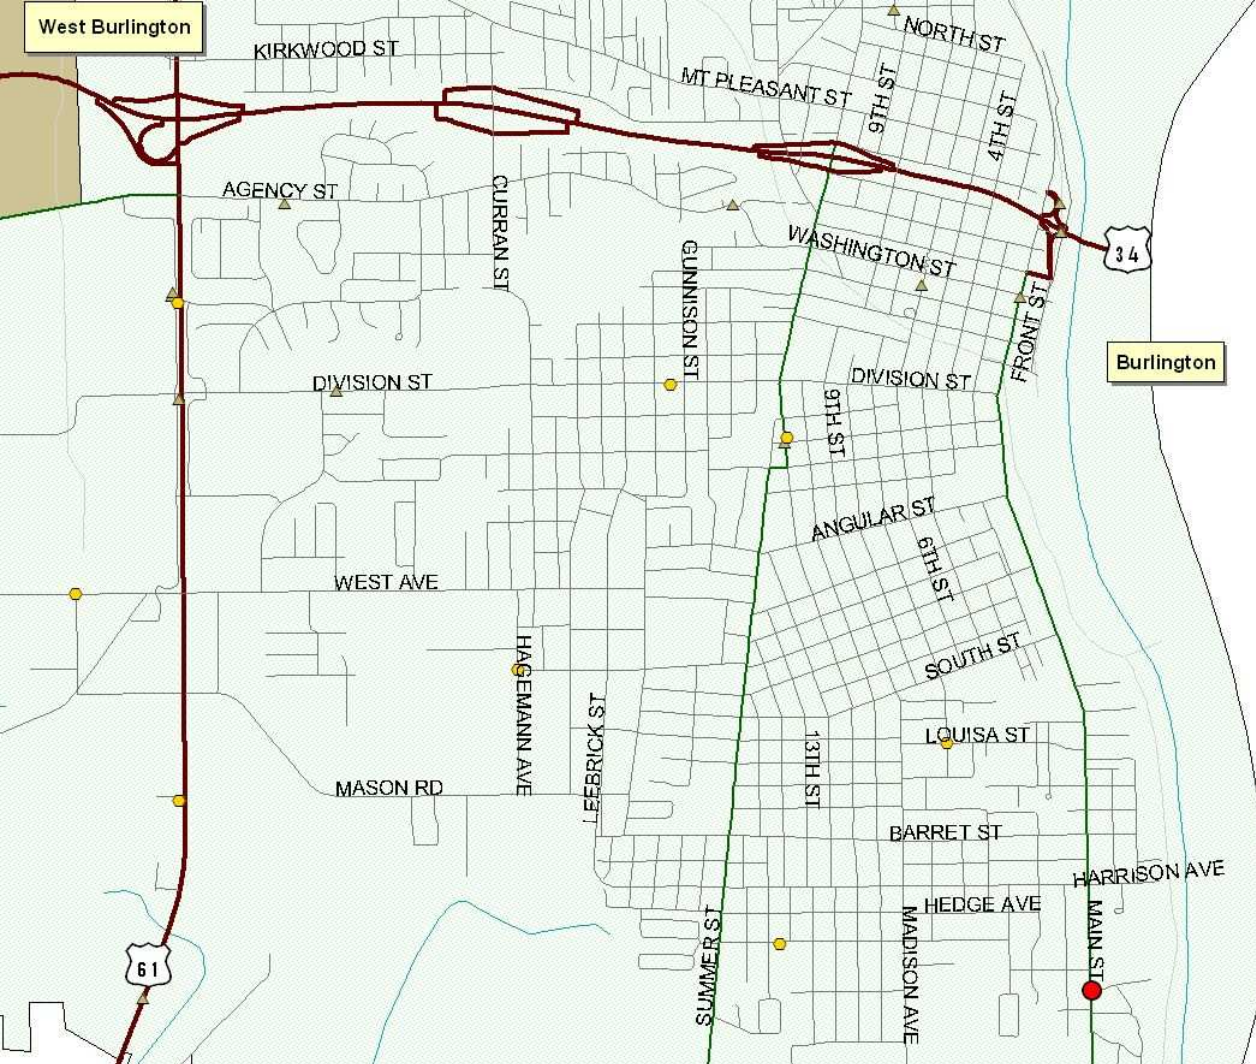 West Burlington
KIRKWOOD ST
NORTH ST
MT PLEASANT ST
9TH ST
4TH ST
AGENCY ST
CURRAN ST
WASHINGTON ST
GUNNISON ST
34
FRONT ST
Burlington
DIVISION ST
DIVISION ST
9TH ST
ANGULAR ST
6TH ST
WEST AVE
HAGEMANN AVE
SOUTH ST
LEEBRICK ST
LOUISA ST
13TH ST
MASON RD
BARRET ST
HARRISON AVE
HEDGE AVE
SUMMER ST
MADISON AVE
MAIN ST
61